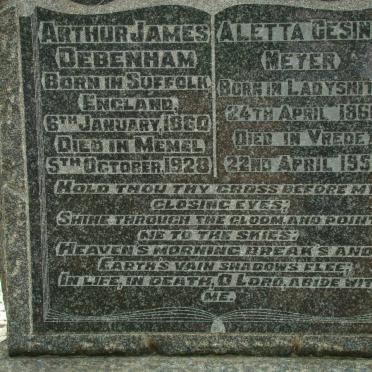 ARTHUR JAMES
DEBENHAM
BORN IN SUFFOLK
ENGLAND,
6TH JANUARY, 1860
DIED IN MEMEL
5TH OCTOBER, 1928
ALETTA GESIN
MEYER
BORN IN LADYSMIT
24TH APRIL 186
DIED IN VREDE
22ND APRIL 195
HOLD THOU THY CROSS BEFORE M
CLOSING EYES;
SHINE THROUGH THE GLOOM, AND POINT
ME TO THE SKIES;
HEAVEN'S MORNING BREAKS AND
EARTH'S VAIN SHADOWS FLEE;
IN LIFE, IN DEATH, O LORD, ABIDE WIT
ME.